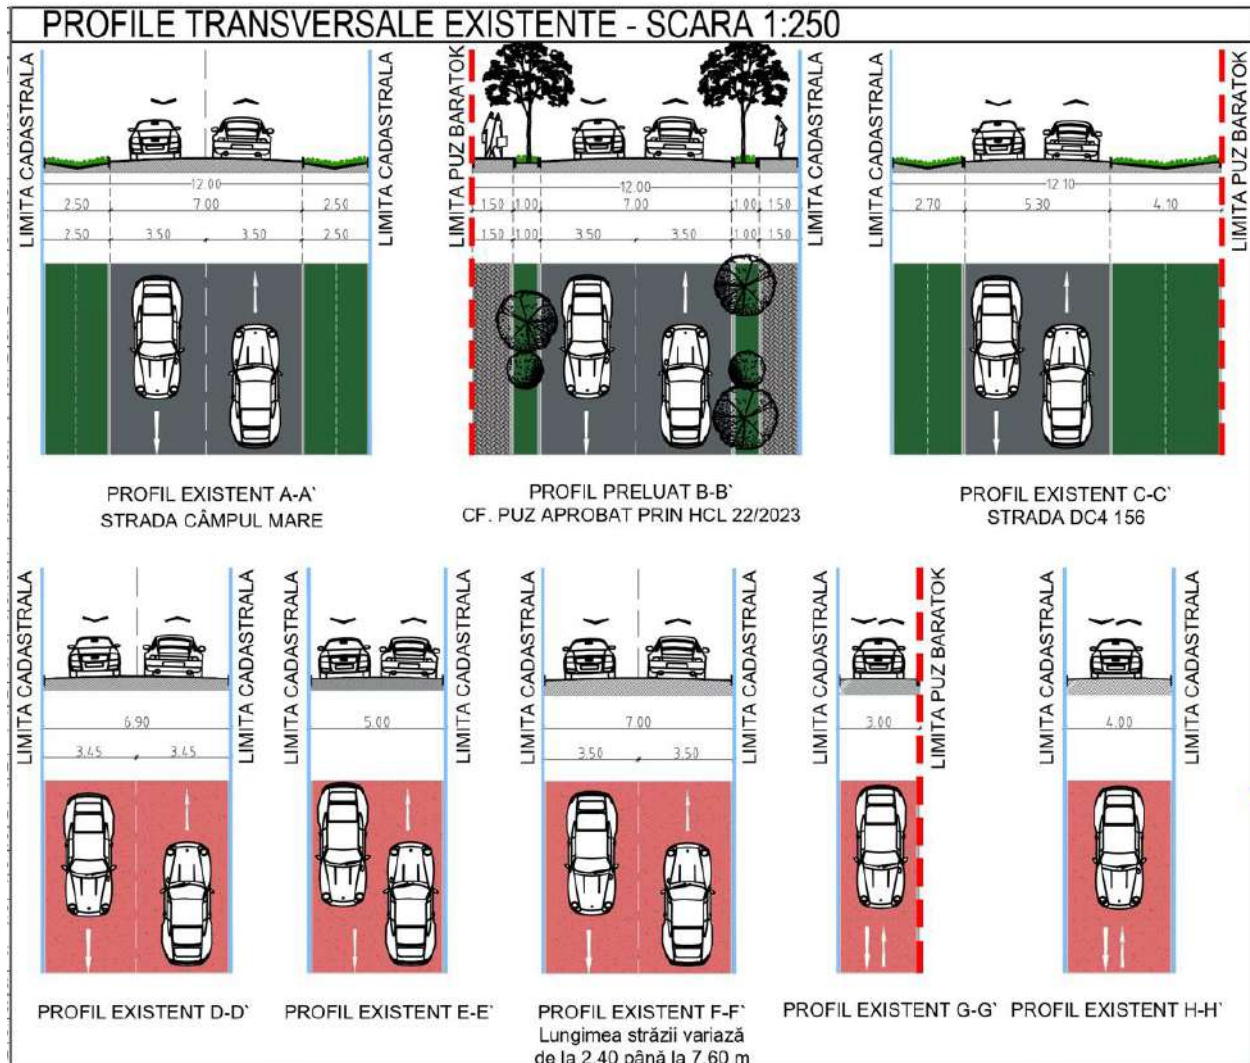 PROFILE TRANSVERSALE EXISTENTE - SCARA 1:250
LIMITA CADASTRALA
LIMITA CADASTRALA
12.00
2.50 7.00 2.50
2.50 3.50 3.50 2.50
PROFIL EXISTENT A-A`
STRADA CÂMPUL MARE
LIMITA PUZ BARATOK
LIMITA CADASTRALA
12.00
1.50 1.00 7.00 1.00 1.50
1.50 1.00 3.50 3.50 1.00 1.50
PROFIL PRELUAT B-B`
CF. PUZ APROBAT PRIN HCL 22/2023
LIMITA CADASTRALA
LIMITA PUZ BARATOK
12.10
2.70 5.30 4.10
PROFIL EXISTENT C-C`
STRADA DC4 156
LIMITA CADASTRALA
LIMITA CADASTRALA
6.90
3.45 3.45
PROFIL EXISTENT D-D`
LIMITA CADASTRALA
LIMITA CADASTRALA
5.00
PROFIL EXISTENT E-E`
LIMITA CADASTRALA
LIMITA CADASTRALA
7.00
3.50 3.50
PROFIL EXISTENT F-F`
Lungimea străzii variază
de la 2.40 până la 7.60 m
LIMITA CADASTRALA
LIMITA PUZ BARATOK
3.00
PROFIL EXISTENT G-G`
LIMITA CADASTRALA
LIMITA CADASTRALA
4.00
PROFIL EXISTENT H-H`